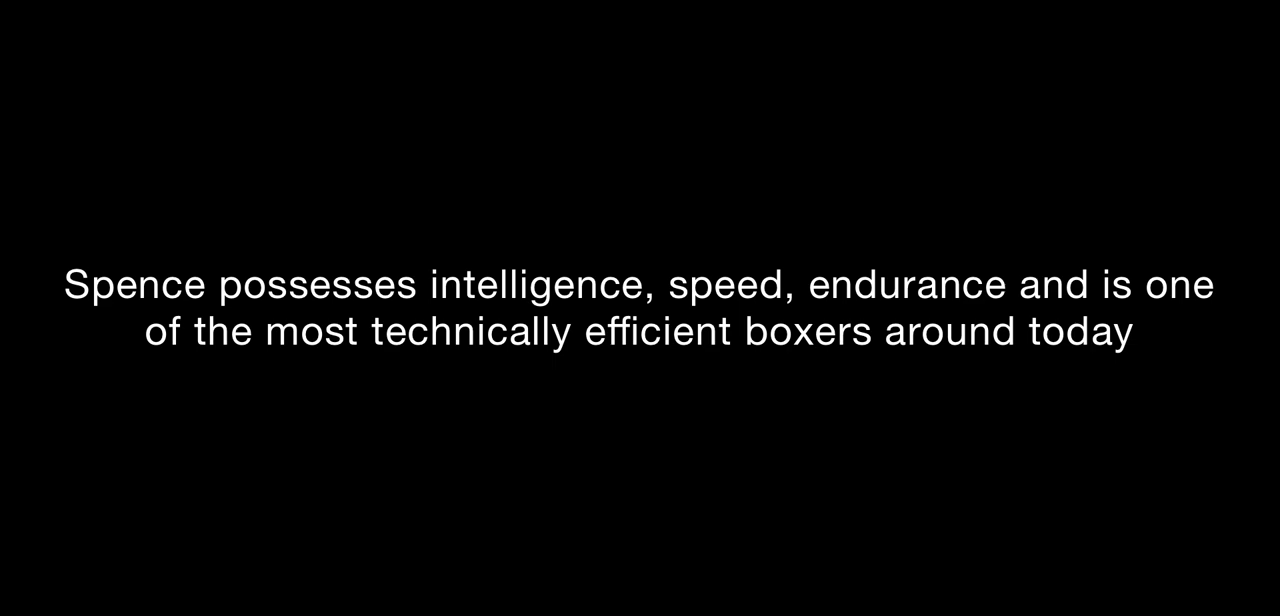 Spence possesses intelligence, speed, endurance and is one
of the most technically efficient boxers around today